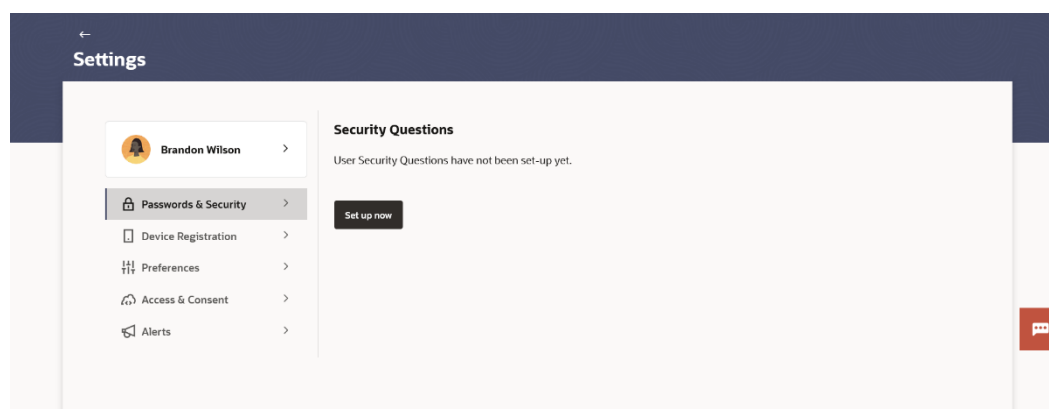 Settings
Brandon Wilson
Passwords & Security
Device Registration
Preferences
Access & Consent
Alerts
Security Questions
User Security Questions have not been set-up yet.
Set up now